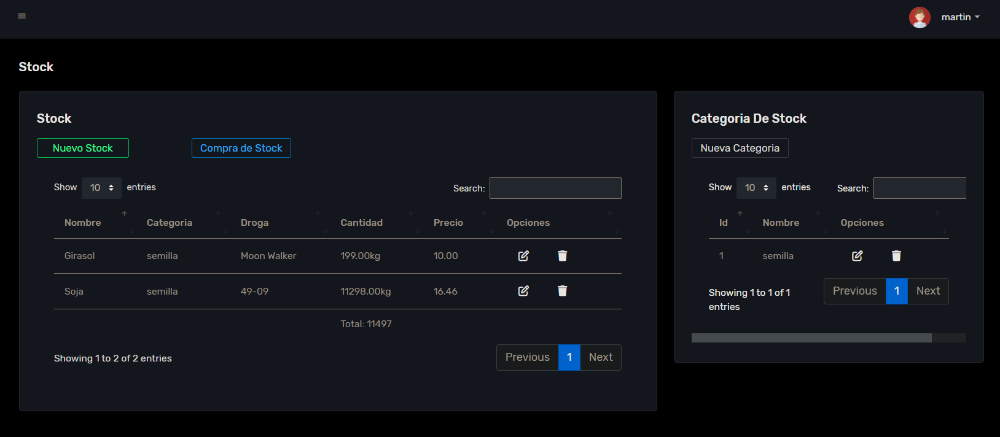 martin
Stock
Stock
Nuevo Stock Compra de Stock
Show 10 entries Search:
Nombre Categoria Droga Cantidad Precio Opciones
Girasol semilla Moon Walker 199.00kg 10.00
Soja semilla 49-09 11298.00kg 16.46
Total: 11497
Showing 1 to 2 of 2 entries Previous 1 Next
Categoria De Stock
Nueva Categoria
Show 10 entries Search:
Id Nombre Opciones
1 semilla
Showing 1 to 1 of 1
entries
Previous 1 Next